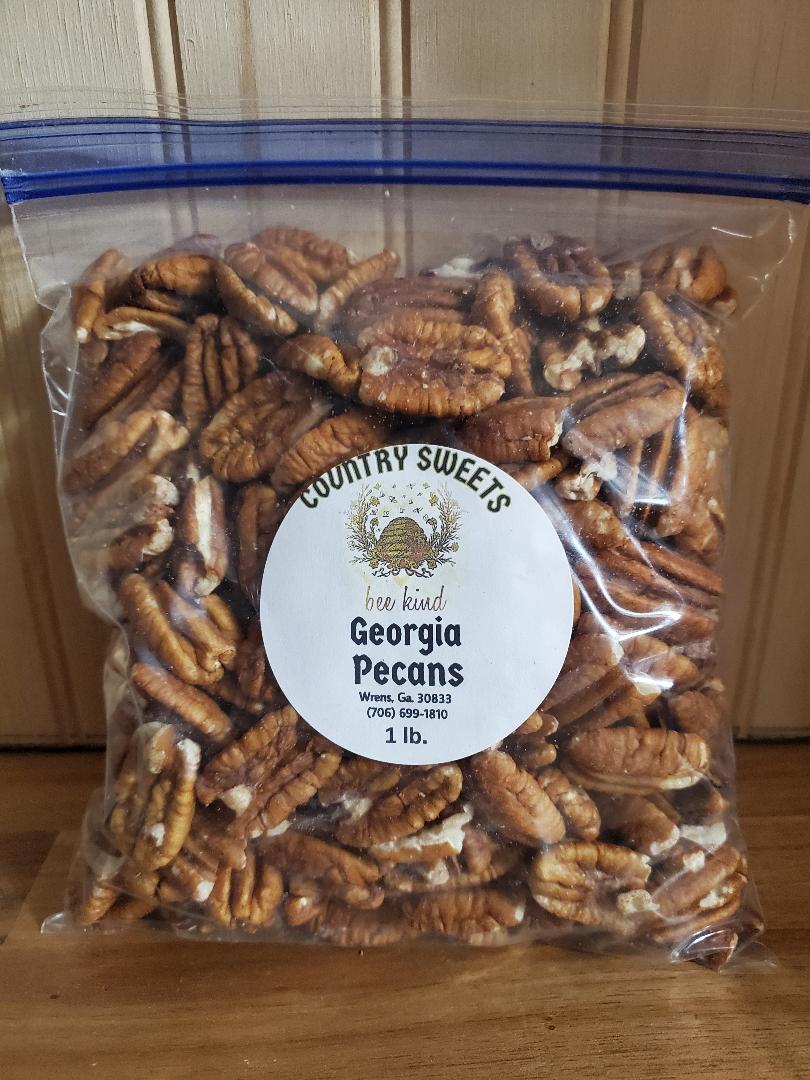 COUNTRY SWEETS
bee kind
Georgia
Pecans
Wrens, Ga. 30833
(706) 699-1810
1 lb.